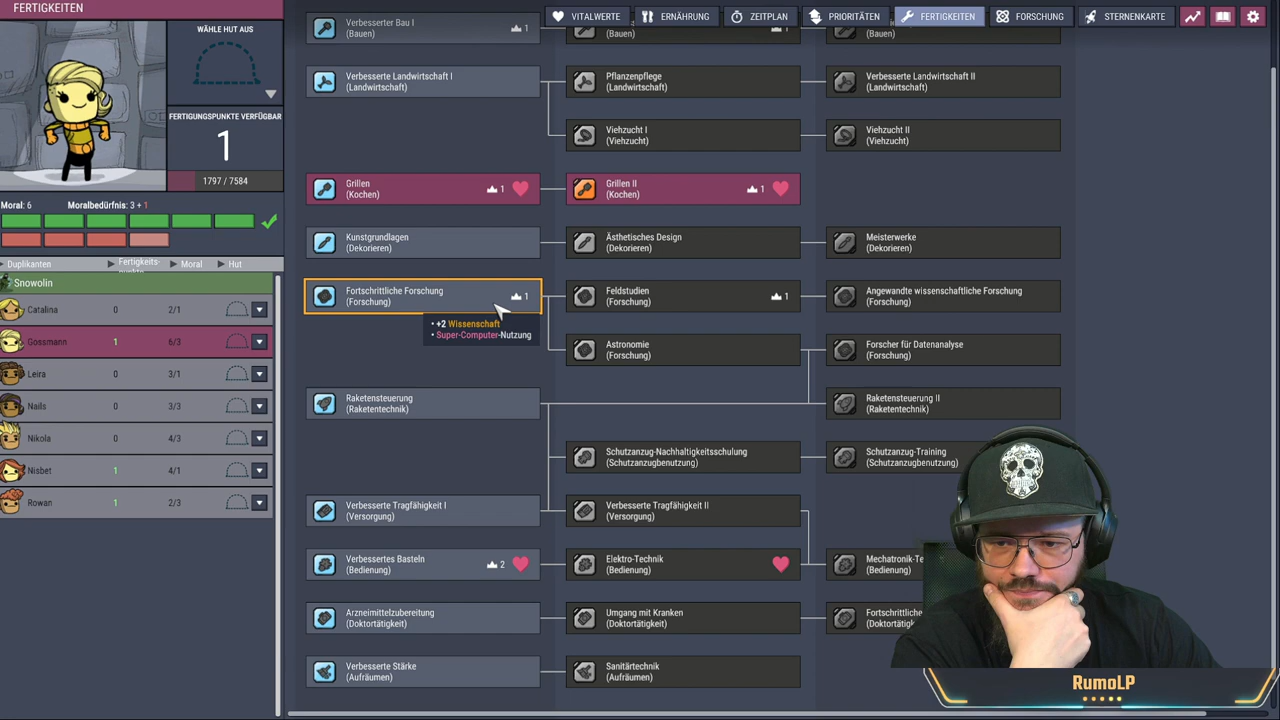 FERTIGKEITEN
VITALWERTE
ERNÄHRUNG
ZEITPLAN
PRIORITÄTEN
FERTIGKEITEN
FORSCHUNG
STERNENKARTE
WÄHLE HUT AUS
FERTIGUNGSPUNKTE VERFÜGBAR
1
1797 / 7584
Moral: 6
Moralbedürfnis: 3 + 1
Duplikanten
Fertigkeits-
Moral
Hut
Snowolin
Catalina 0 2/1
Gossmann 1 6/3
Leira 0 3/1
Nails 0 3/3
Nikola 0 4/3
Nisbet 1 4/1
Rowan 1 2/3
Verbesserter Bau I
(Bauen)
1
(Bauen)
1
(Bauen)
Verbesserte Landwirtschaft I
(Landwirtschaft)
Pflanzenpflege
(Landwirtschaft)
Verbesserte Landwirtschaft II
(Landwirtschaft)
Viehzucht I
(Viehzucht)
Viehzucht II
(Viehzucht)
Grillen
(Kochen)
1
Grillen II
(Kochen)
1
Kunstgrundlagen
(Dekorieren)
Ästhetisches Design
(Dekorieren)
Meisterwerke
(Dekorieren)
Fortschrittliche Forschung
(Forschung)
1
Feldstudien
(Forschung)
1
Angewandte wissenschaftliche Forschung
(Forschung)
• +2 Wissenschaft
• Super-Computer-Nutzung
Astronomie
(Forschung)
Forscher für Datenanalyse
(Forschung)
Raketensteuerung
(Raketentechnik)
Raketensteuerung II
(Raketentechnik)
Schutzanzug-Nachhaltigkeitsschulung
(Schutzanzugbenutzung)
Schutzanzug-Training
(Schutzanzugbenutzung)
Verbesserte Tragfähigkeit I
(Versorgung)
Verbesserte Tragfähigkeit II
(Versorgung)
Verbessertes Basteln
(Bedienung)
2
Elektro-Technik
(Bedienung)
Mechatronik-Te
(Bedienung)
Arzneimittelzubereitung
(Doktortätigkeit)
Umgang mit Kranken
(Doktortätigkeit)
Fortschrittliche
(Doktortätigk
Verbesserte Stärke
(Aufräumen)
Sanitärtechnik
(Aufräumen)
RumoLP